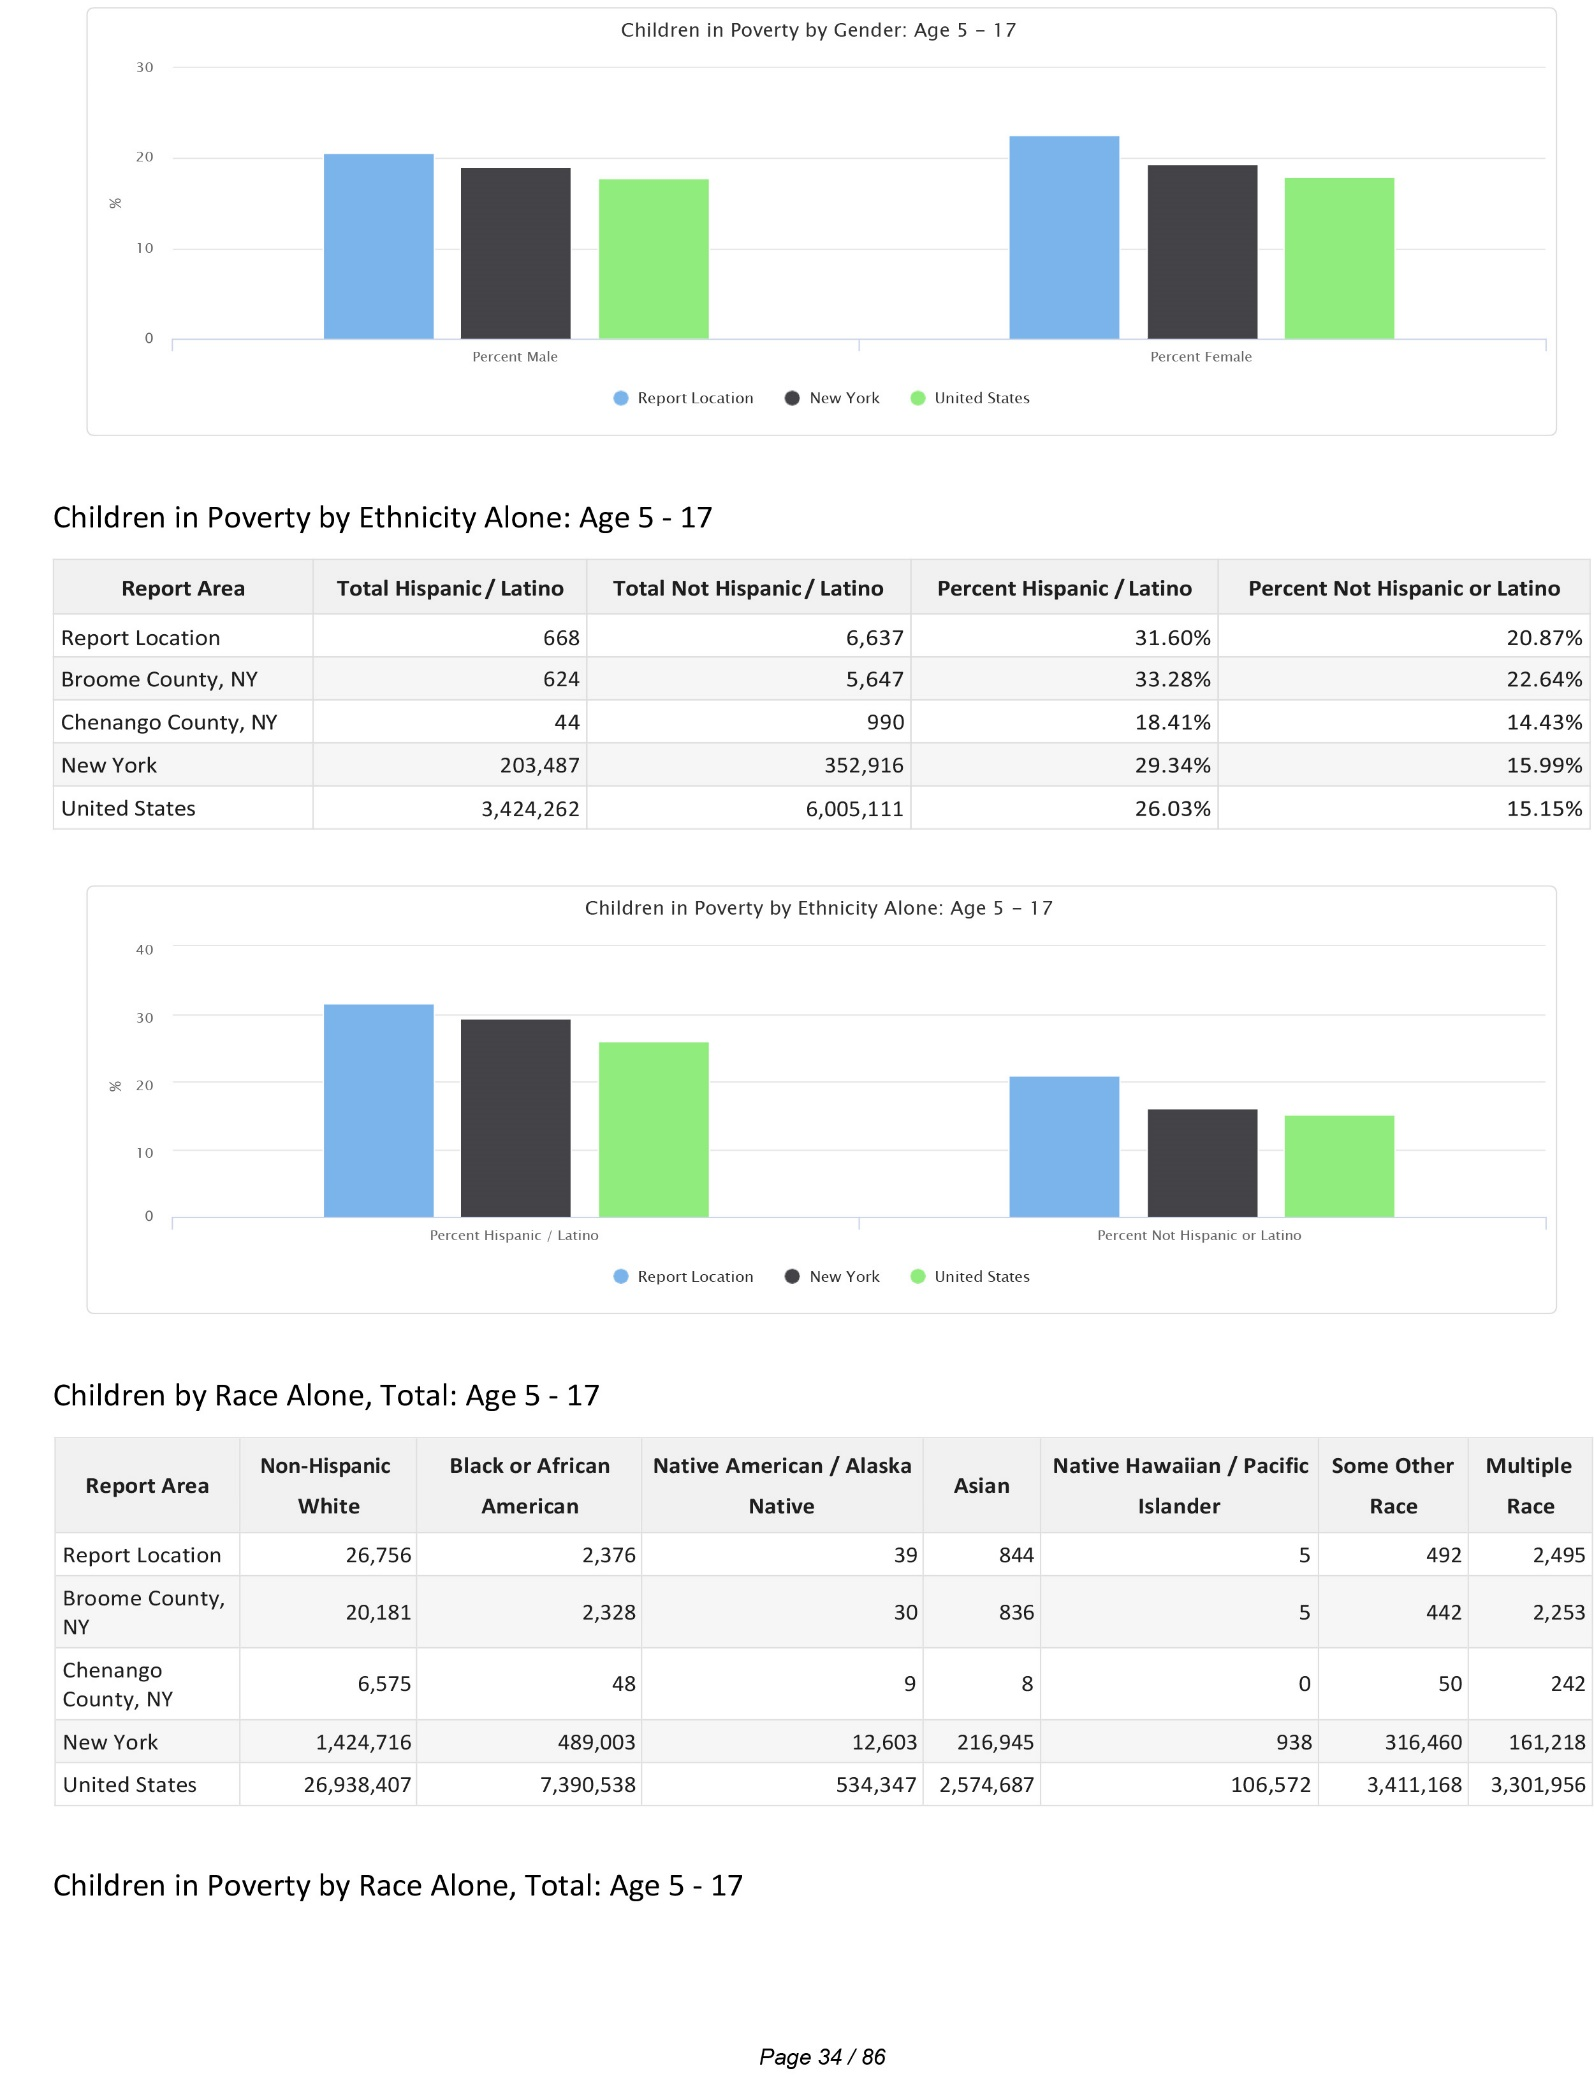 Children in Poverty by Gender: Age 5 – 17
30
20
10
0
%
Percent Male
Percent Female
Report Location
New York
United States
Children in Poverty by Ethnicity Alone: Age 5 - 17
Report Area Total Hispanic / Latino Total Not Hispanic / Latino Percent Hispanic / Latino Percent Not Hispanic or Latino
Report Location 668 6,637 31.60% 20.87%
Broome County, NY 624 5,647 33.28% 22.64%
Chenango County, NY 44 990 18.41% 14.43%
New York 203,487 352,916 29.34% 15.99%
United States 3,424,262 6,005,111 26.03% 15.15%
Children in Poverty by Ethnicity Alone: Age 5 – 17
40
30
20
10
0
%
Percent Hispanic / Latino
Percent Not Hispanic or Latino
Report Location
New York
United States
Children by Race Alone, Total: Age 5 - 17
Report Area Non-Hispanic White Black or African American Native American / Alaska Native Asian Native Hawaiian / Pacific Islander Some Other Race Multiple Race
Report Location 26,756 2,376 39 844 5 492 2,495
Broome County, NY 20,181 2,328 30 836 5 442 2,253
Chenango County, NY 6,575 48 9 8 0 50 242
New York 1,424,716 489,003 12,603 216,945 938 316,460 161,218
United States 26,938,407 7,390,538 534,347 2,574,687 106,572 3,411,168 3,301,956
Children in Poverty by Race Alone, Total: Age 5 - 17
Page 34 / 86